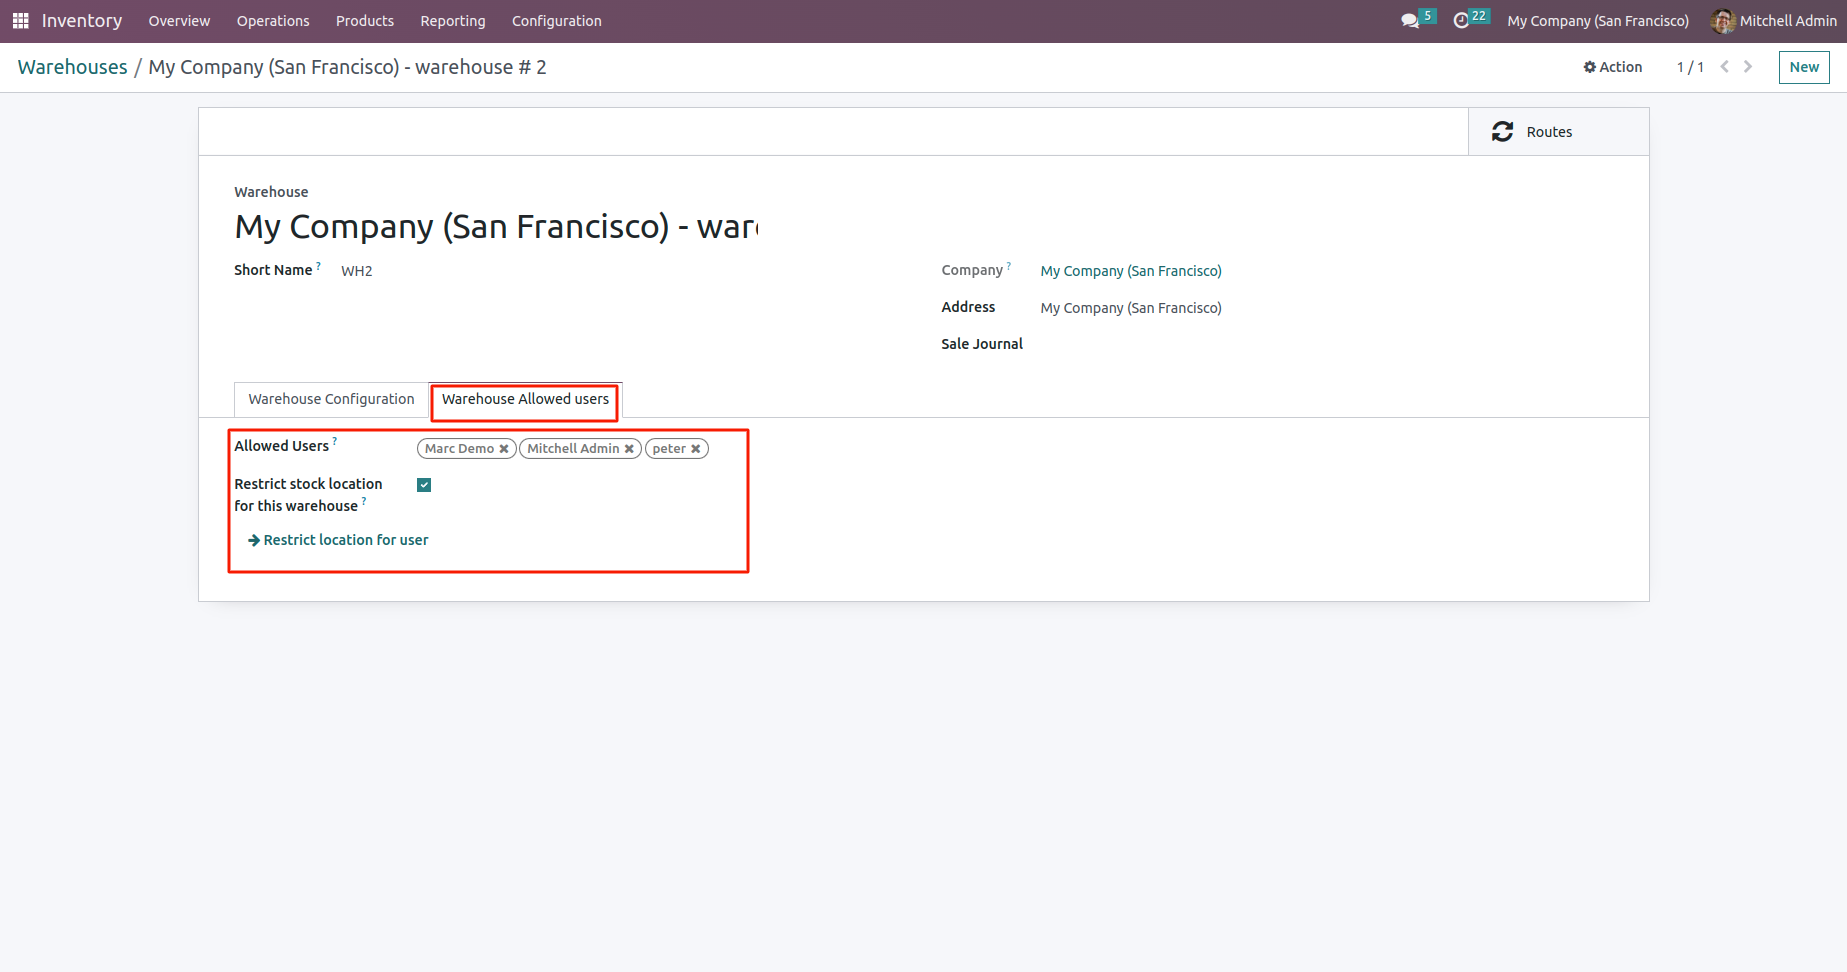 Inventory Overview Operations Products Reporting Configuration 5 22 My Company (San Francisco) Mitchell Admin
Warehouses / My Company (San Francisco) - warehouse # 2 Action 1 / 1 New
Routes
Warehouse
My Company (San Francisco) - war
Short Name ? WH2 Company ? My Company (San Francisco)
Address My Company (San Francisco)
Sale Journal
Warehouse Configuration Warehouse Allowed users
Allowed Users ? Marc Demo ✖ Mitchell Admin ✖ peter ✖
Restrict stock location
for this warehouse ?
→ Restrict location for user